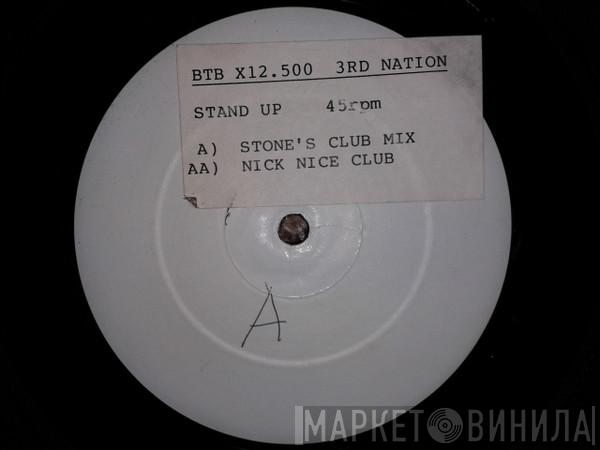 BTB X12.500 3RD NATION
STAND UP 45rpm
A) STONE'S CLUB MIX
AA) NICK NICE CLUB
A
МАРКЕТ ВИНИЛА